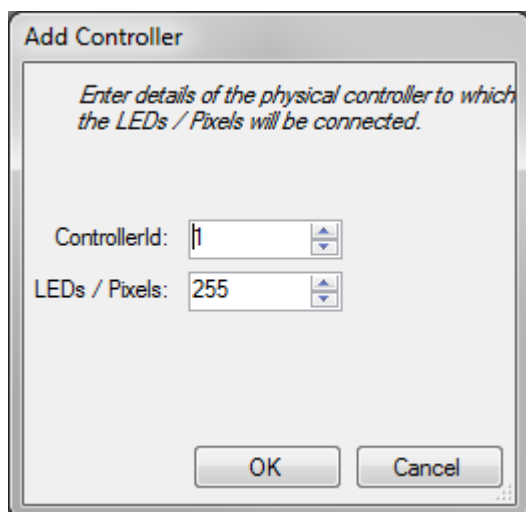 Add Controller
Enter details of the physical controller to which
the LEDs / Pixels will be connected.
ControllerId: 1
LEDs / Pixels: 255
OK Cancel